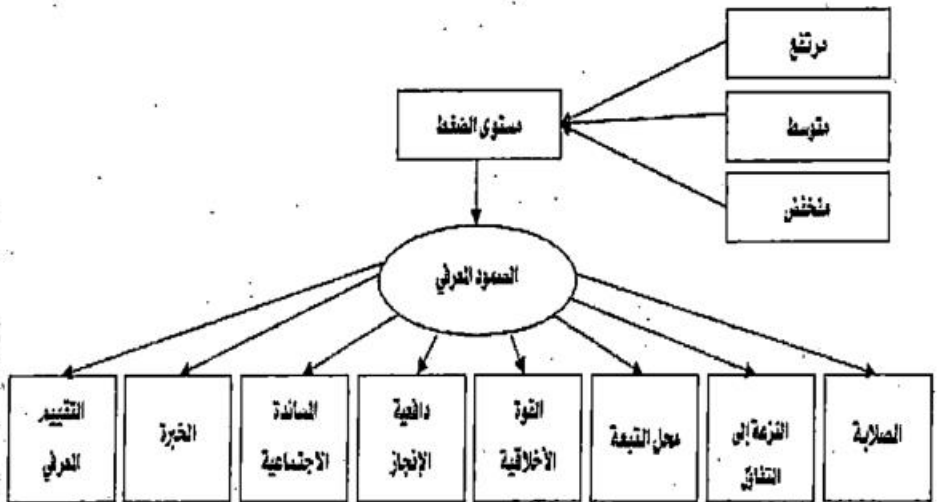 مرتفع
مستوى الضغط
متوسط
منخفض
الصمود المعرفي
الصلابة
النزعة إلى
التفاؤل
محل التبعة
القوة
الأخلاقية
دافعية
الإنجاز
المساندة
الاجتماعية
الخبرة
التقييم
المعرفي